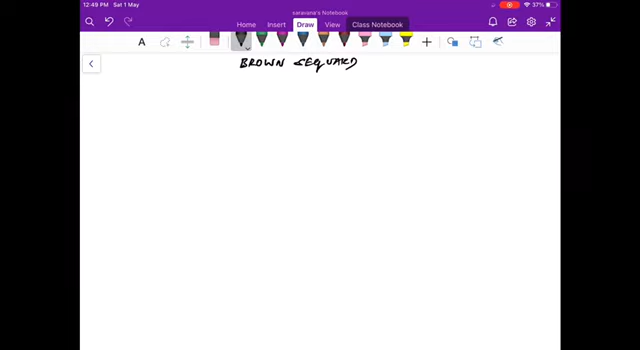 12:49 PM Sat 1 May
37%
saravana's Notebook
Home Insert Draw View Class Notebook
A
BROWN SEQUARD